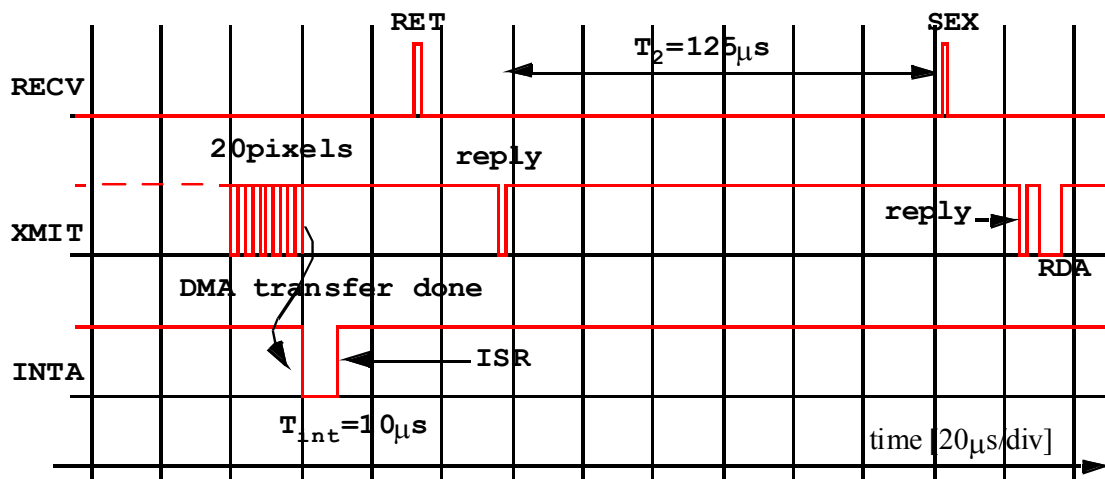 RET
SEX
T₂=125µs
RECV
20pixels
reply
reply
XMIT
RDA
DMA transfer done
ISR
INTA
Tᵢₙₜ=10µs
time [20µs/div]